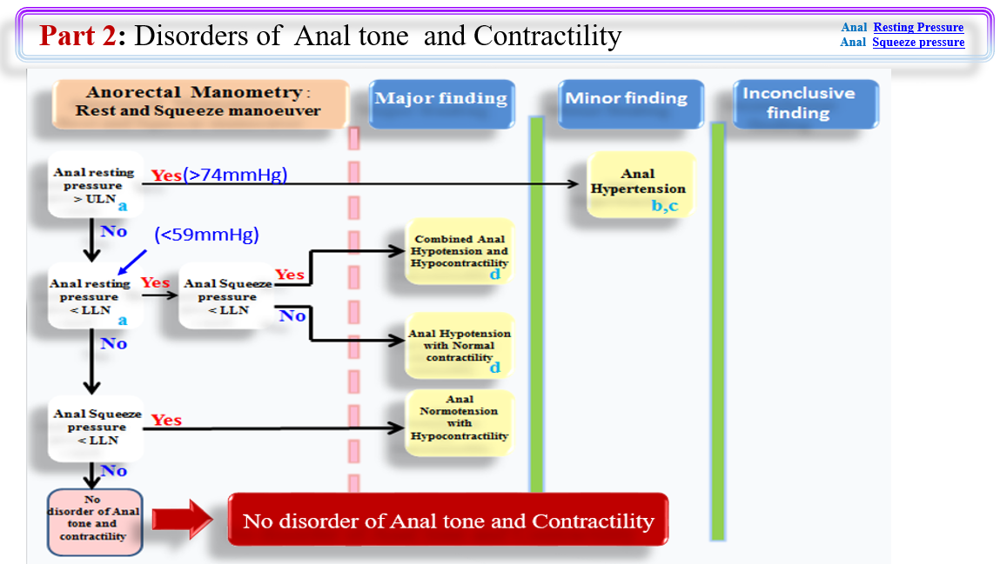 Part 2: Disorders of Anal tone and Contractility
Anal Resting Pressure
Anal Squeeze pressure
Anorectal Manometry :
Rest and Squeeze manoeuver
Major finding
Minor finding
Inconclusive
finding
Anal resting
pressure
> ULN a
Yes(>74mmHg)
Anal
Hypertension
b,c
No
(<59mmHg)
Anal resting
pressure
< LLN
a
Yes
Anal Squeeze
pressure
< LLN
Yes
Combined Anal
Hypotension and
Hypocontractility
d
No
Anal Hypotension
with Normal
contractility
d
No
Anal Squeeze
pressure
< LLN
Yes
Anal
Normotension
with
Hypocontractility
No
No
disorder of Anal
tone and
contractility
No disorder of Anal tone and Contractility